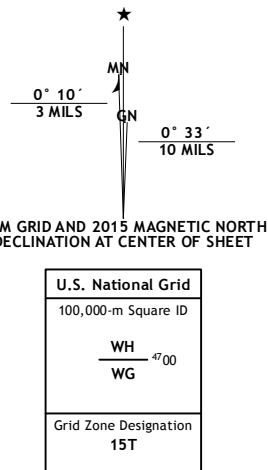 ★
MN
0° 10´
3 MILS
GN
0° 33´
10 MILS
M GRID AND 2015 MAGNETIC NORTH
DECLINATION AT CENTER OF SHEET
U.S. National Grid
100,000-m Square ID
WH
4700
WG
Grid Zone Designation
15T